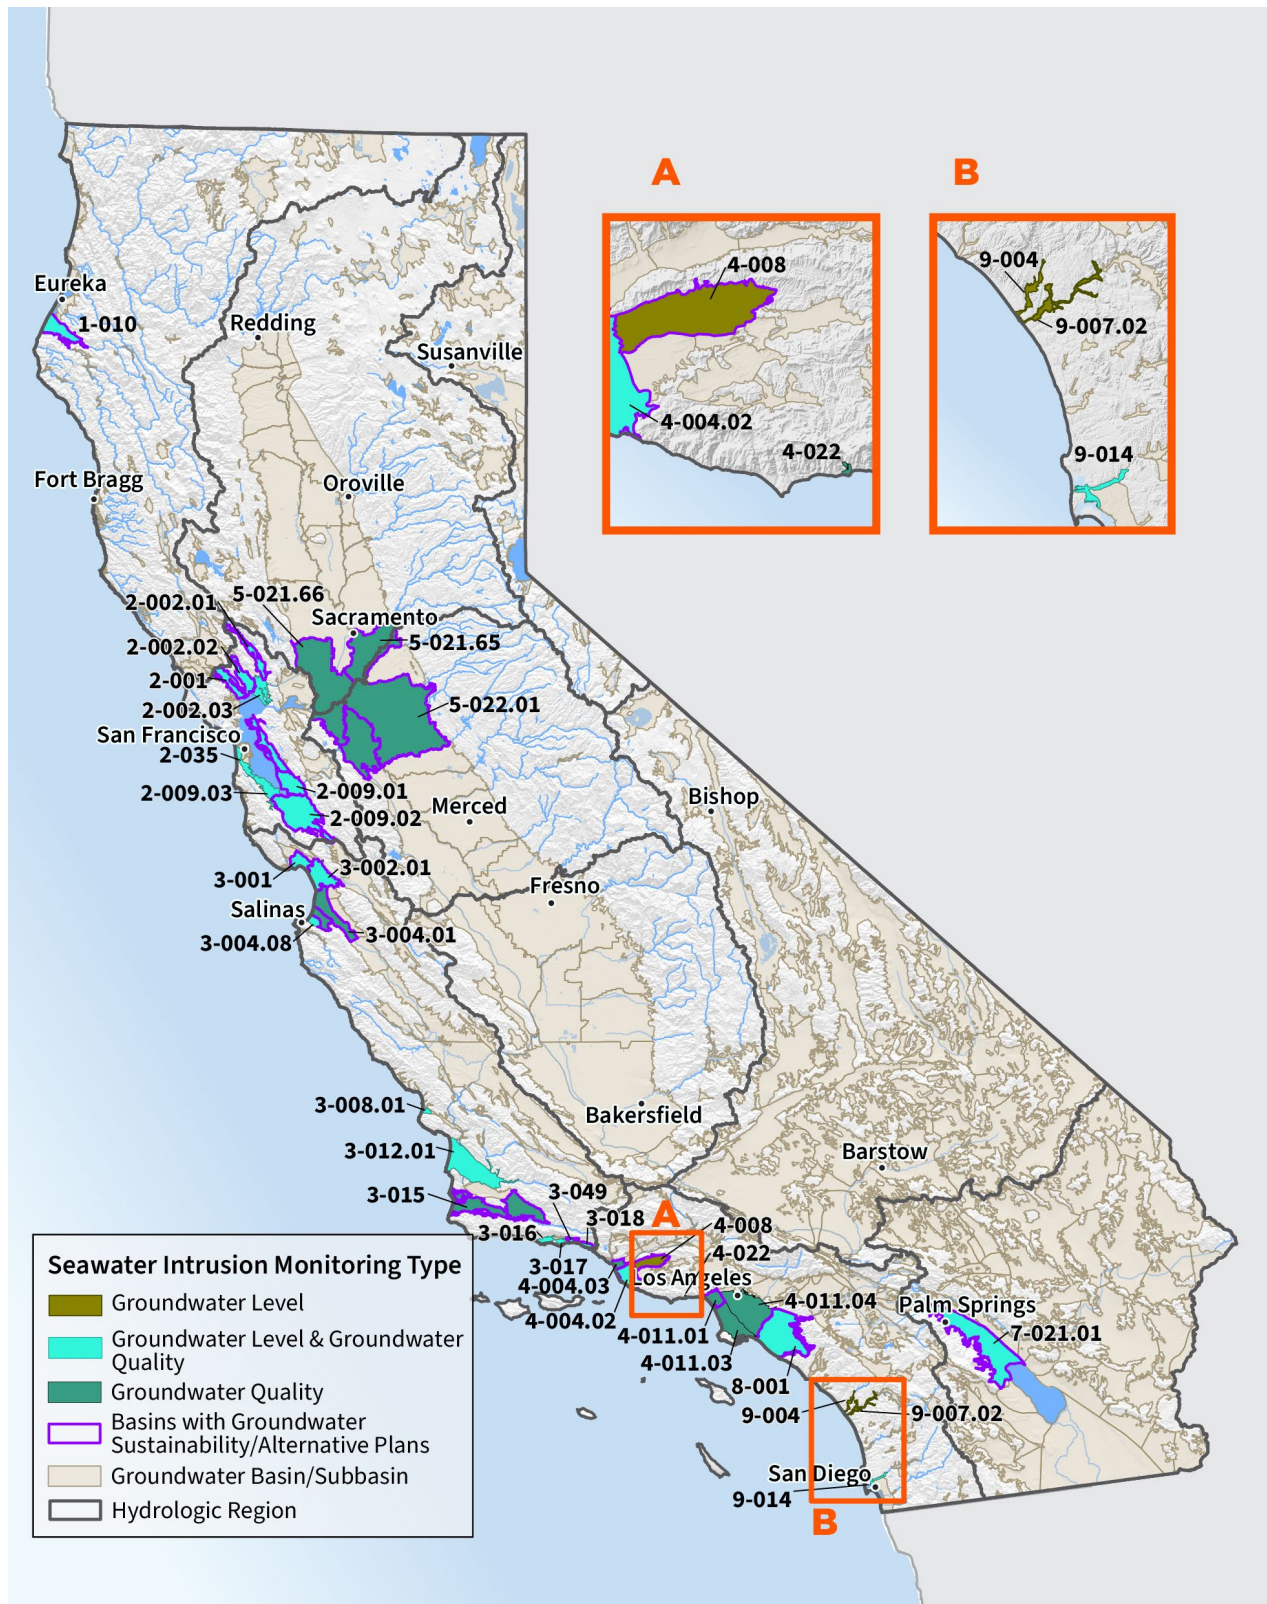 A
B
4-008
4-004.02
4-022
9-004
9-007.02
9-014
Eureka
1-010
Redding
Susanville
Fort Bragg
Oroville
5-021.66
2-002.01
Sacramento
2-002.02
5-021.65
2-001
2-002.03
5-022.01
San Francisco
2-035
2-009.03
2-009.01
2-009.02
Merced
Bishop
3-001
3-002.01
Fresno
Salinas
3-004.08
3-004.01
3-008.01
Bakersfield
3-012.01
Barstow
3-015
3-049
3-018
A
4-008
3-016
4-022
3-017
4-004.03
Los Angeles
4-004.02
4-011.04
Palm Springs
4-011.01
7-021.01
4-011.03
8-001
9-004
9-007.02
San Diego
9-014
B
Seawater Intrusion Monitoring Type
Groundwater Level
Groundwater Level & Groundwater
Quality
Groundwater Quality
Basins with Groundwater
Sustainability/Alternative Plans
Groundwater Basin/Subbasin
Hydrologic Region